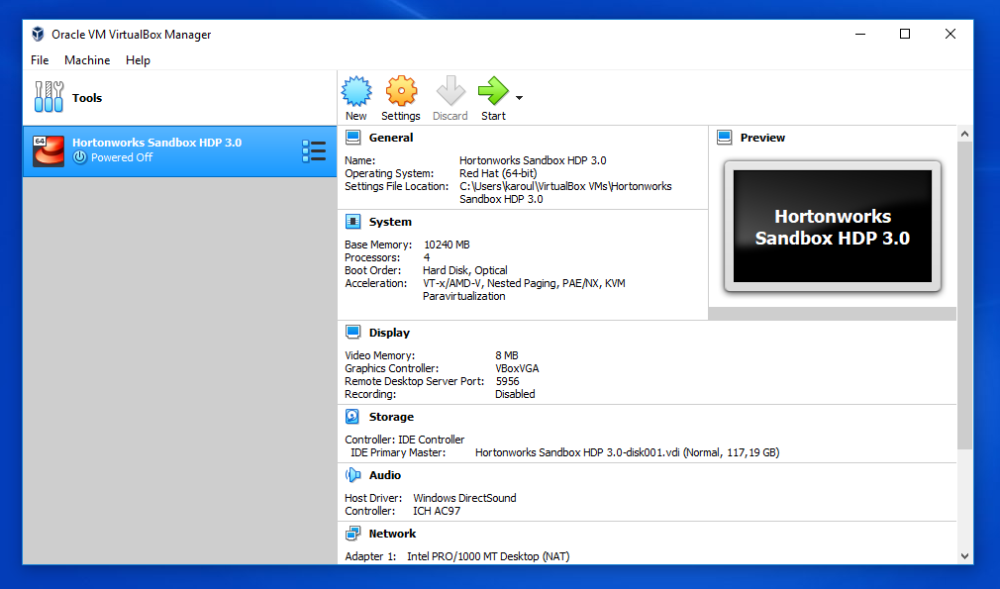 Oracle VM VirtualBox Manager
File Machine Help
Tools
New Settings Discard Start
64
Hortonworks Sandbox HDP 3.0
Powered Off
General
Name: Hortonworks Sandbox HDP 3.0
Operating System: Red Hat (64-bit)
Settings File Location: C:\Users\karoul\VirtualBox VMs\Hortonworks
Sandbox HDP 3.0
System
Base Memory: 10240 MB
Processors: 4
Boot Order: Hard Disk, Optical
Acceleration: VT-x/AMD-V, Nested Paging, PAE/NX, KVM
Paravirtualization
Preview
Hortonworks
Sandbox HDP 3.0
Display
Video Memory: 8 MB
Graphics Controller: VBoxVGA
Remote Desktop Server Port: 5956
Recording: Disabled
Storage
Controller: IDE Controller
IDE Primary Master: Hortonworks Sandbox HDP 3.0-disk001.vdi (Normal, 117,19 GB)
Audio
Host Driver: Windows DirectSound
Controller: ICH AC97
Network
Adapter 1: Intel PRO/1000 MT Desktop (NAT)